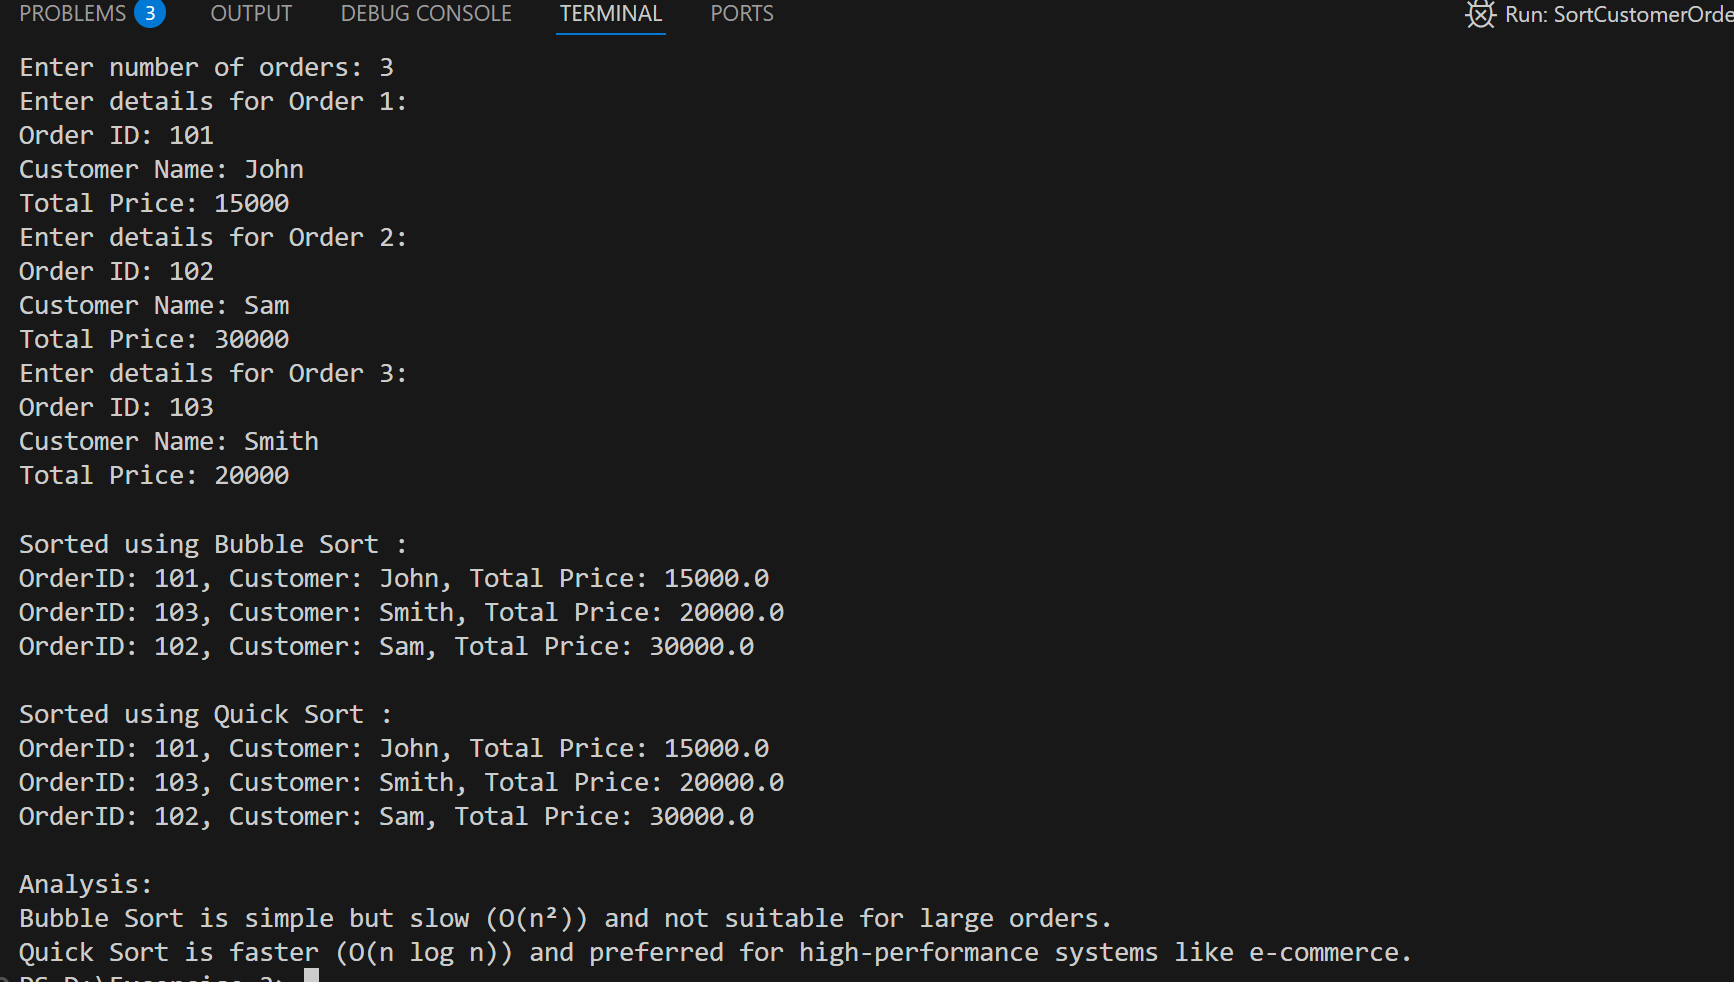 PROBLEMS 3 OUTPUT DEBUG CONSOLE TERMINAL PORTS Run: SortCustomerOrde
Enter number of orders: 3
Enter details for Order 1:
Order ID: 101
Customer Name: John
Total Price: 15000
Enter details for Order 2:
Order ID: 102
Customer Name: Sam
Total Price: 30000
Enter details for Order 3:
Order ID: 103
Customer Name: Smith
Total Price: 20000
Sorted using Bubble Sort :
OrderID: 101, Customer: John, Total Price: 15000.0
OrderID: 103, Customer: Smith, Total Price: 20000.0
OrderID: 102, Customer: Sam, Total Price: 30000.0
Sorted using Quick Sort :
OrderID: 101, Customer: John, Total Price: 15000.0
OrderID: 103, Customer: Smith, Total Price: 20000.0
OrderID: 102, Customer: Sam, Total Price: 30000.0
Analysis:
Bubble Sort is simple but slow (O(n²)) and not suitable for large orders.
Quick Sort is faster (O(n log n)) and preferred for high-performance systems like e-commerce.